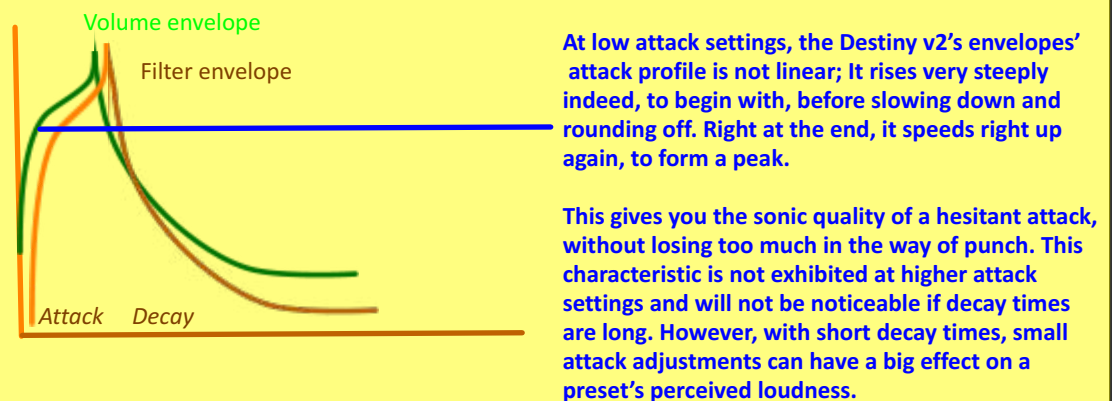 Volume envelope
Filter envelope
Attack Decay
At low attack settings, the Destiny v2’s envelopes’
attack profile is not linear; It rises very steeply
indeed, to begin with, before slowing down and
rounding off. Right at the end, it speeds right up
again, to form a peak.
This gives you the sonic quality of a hesitant attack,
without losing too much in the way of punch. This
characteristic is not exhibited at higher attack
settings and will not be noticeable if decay times
are long. However, with short decay times, small
attack adjustments can have a big effect on a
preset’s perceived loudness.